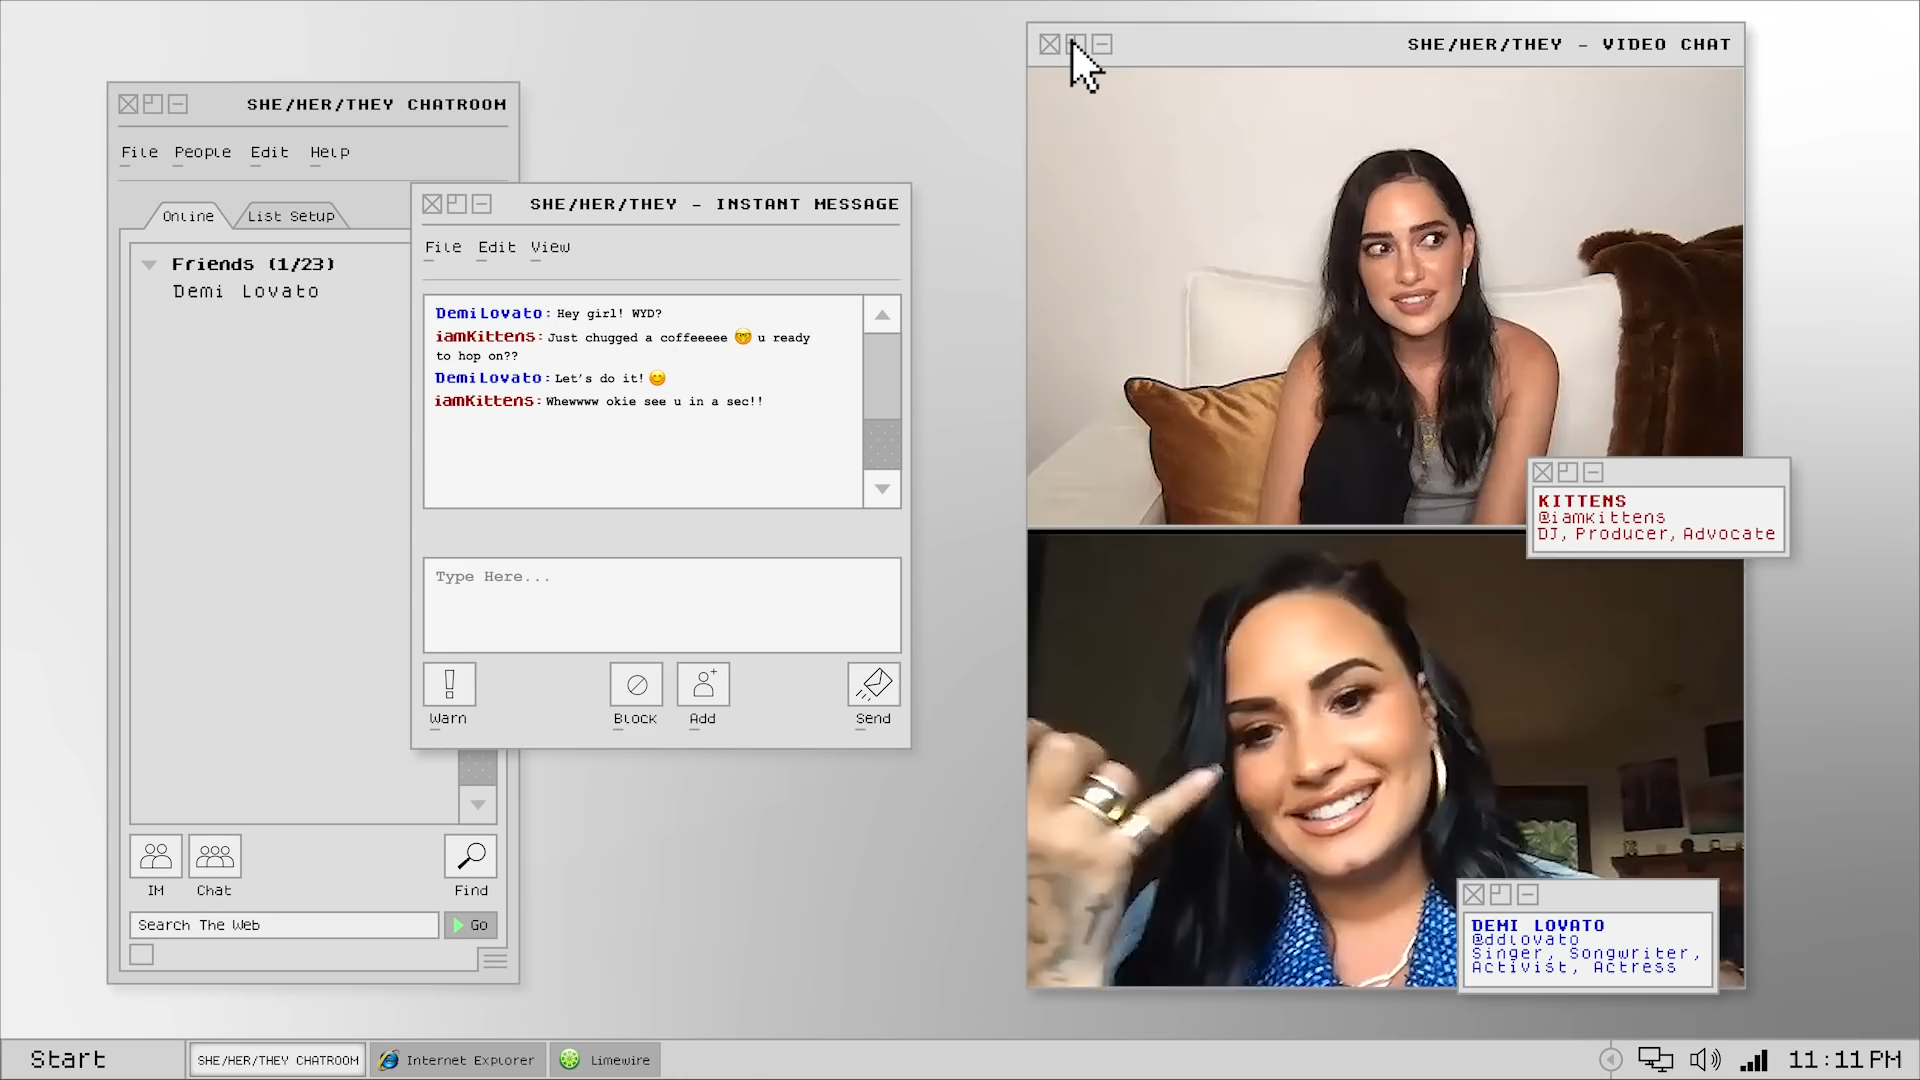 SHE/HER/THEY CHATROOM
File People Edit Help
Online List Setup
Friends (1/23)
Demi Lovato
IM Chat Find
Search The Web
Go
SHE/HER/THEY - INSTANT MESSAGE
File Edit View
DemiLovato: Hey girl! WYD?
iamKittens: Just chugged a coffeeeee 🤓 u ready
to hop on??
DemiLovato: Let's do it! 😊
iamKittens: Whewwww okie see u in a sec!!
Type Here...
Warn Block Add Send
SHE/HER/THEY - VIDEO CHAT
KITTENS
@iamkittens
DJ, Producer, Advocate
DEMI LOVATO
@ddlovato
Singer, Songwriter,
Activist, Actress
Start
SHE/HER/THEY CHATROOM
Internet Explorer
Limewire
11:11 PM